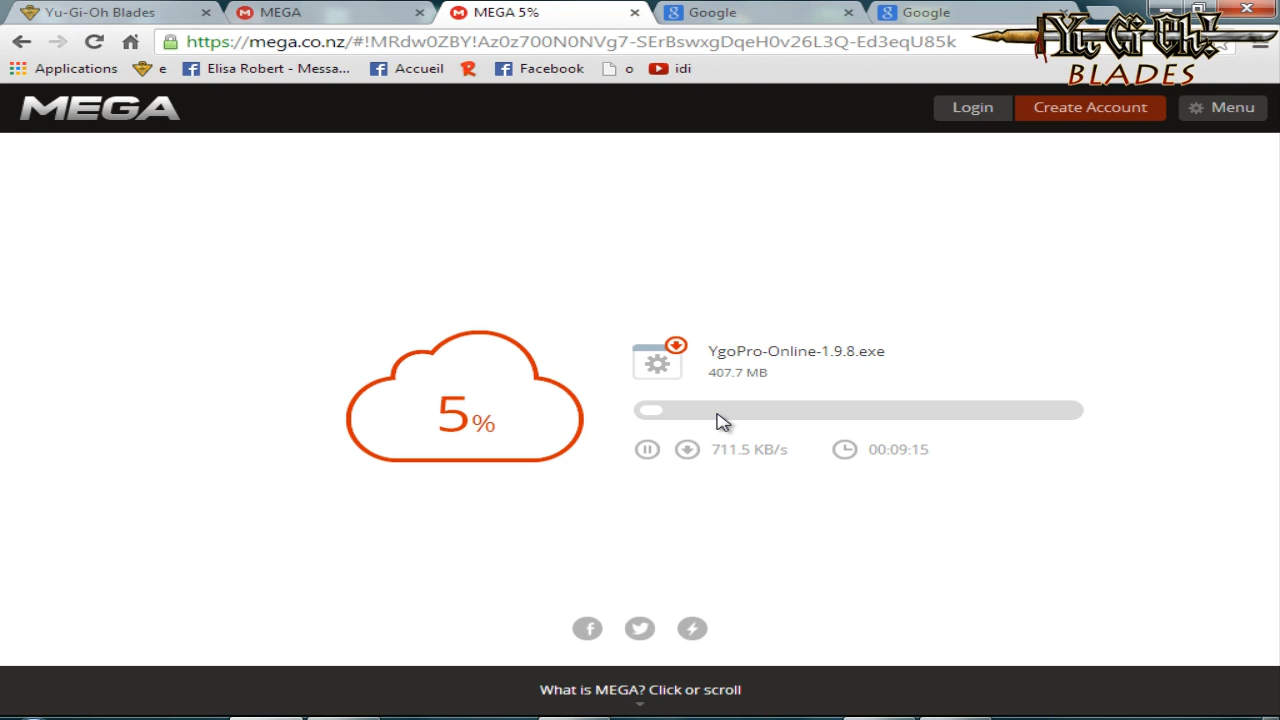 Yu-Gi-Oh Blades
MEGA
MEGA 5%
Google
Google
https://mega.co.nz/#!MRdw0ZBY!Az0z700N0NVg7-SErBswxgDqeH0v26L3Q-Ed3eqU85k
Yu-Gi-Oh!
BLADES
Applications
e
Elisa Robert - Messa...
Accueil
Facebook
o
idi
MEGA
Login
Create Account
Menu
YgoPro-Online-1.9.8.exe
407.7 MB
5%
711.5 KB/s
00:09:15
What is MEGA? Click or scroll